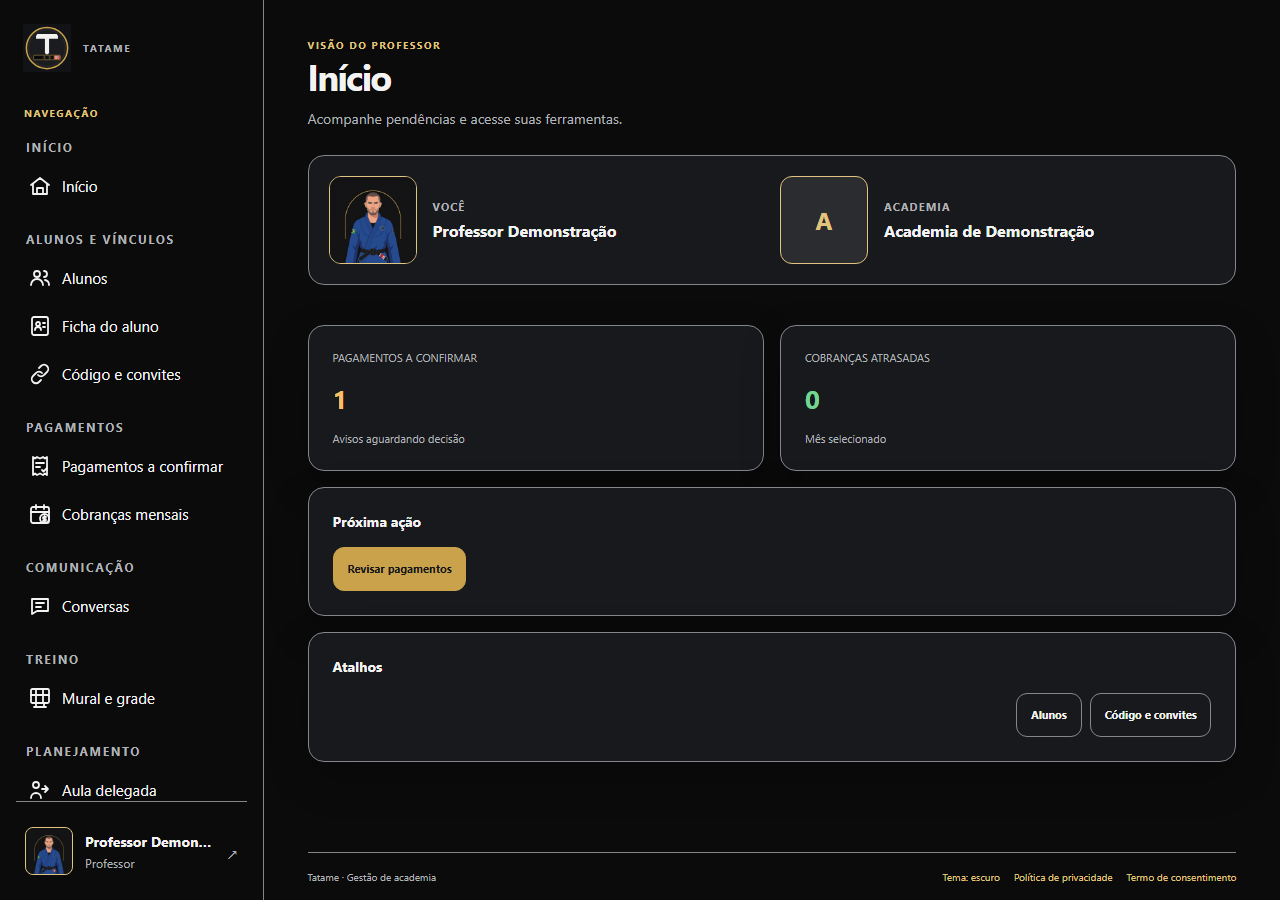 T
TATAME
NAVEGAÇÃO
INÍCIO
Início
ALUNOS E VÍNCULOS
Alunos
Ficha do aluno
Código e convites
PAGAMENTOS
Pagamentos a confirmar
Cobranças mensais
COMUNICAÇÃO
Conversas
TREINO
Mural e grade
PLANEJAMENTO
Aula delegada
Professor Demon...
Professor
VISÃO DO PROFESSOR
Início
Acompanhe pendências e acesse suas ferramentas.
VOCÊ
Professor Demonstração
A
ACADEMIA
Academia de Demonstração
PAGAMENTOS A CONFIRMAR
1
Avisos aguardando decisão
COBRANÇAS ATRASADAS
0
Mês selecionado
Próxima ação
Revisar pagamentos
Atalhos
Alunos
Código e convites
Tatame · Gestão de academia
Tema: escuro
Política de privacidade
Termo de consentimento